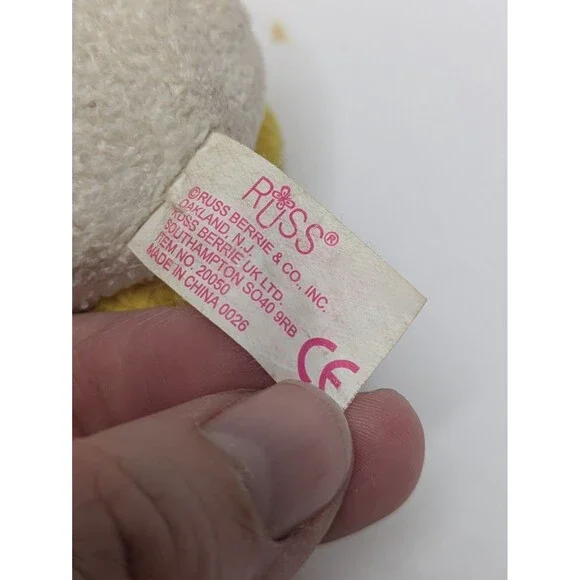 RUSS®
©RUSS BERRIE & CO., INC.
OAKLAND, N.J.
RUSS BERRIE UK LTD.
SOUTHAMPTON SO40 9RB
ITEM NO. 20050
MADE IN CHINA 0026
CE